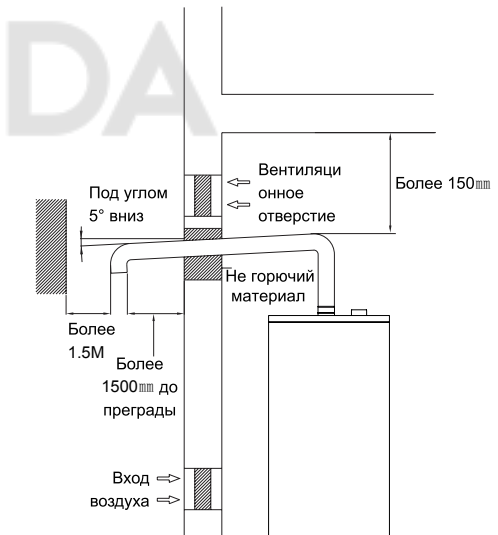 DA
Вентиляци
онное
отверстие
Более 150㎜
Под углом
5° вниз
Не горючий
материал
Более
1.5М
Более
1500㎜ до
преграды
Вход
воздуха